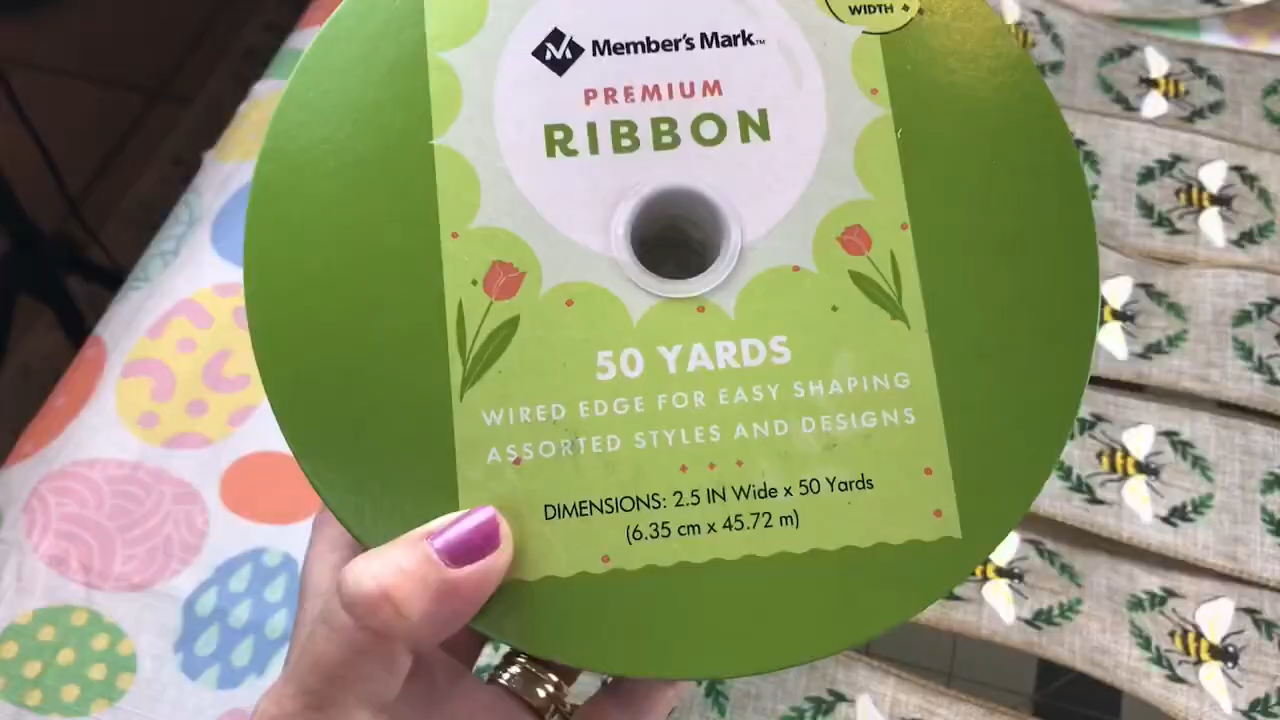 WIDTH
Member's Mark™
PREMIUM
RIBBON
50 YARDS
WIRED EDGE FOR EASY SHAPING
ASSORTED STYLES AND DESIGNS
DIMENSIONS: 2.5 IN Wide x 50 Yards
(6.35 cm x 45.72 m)